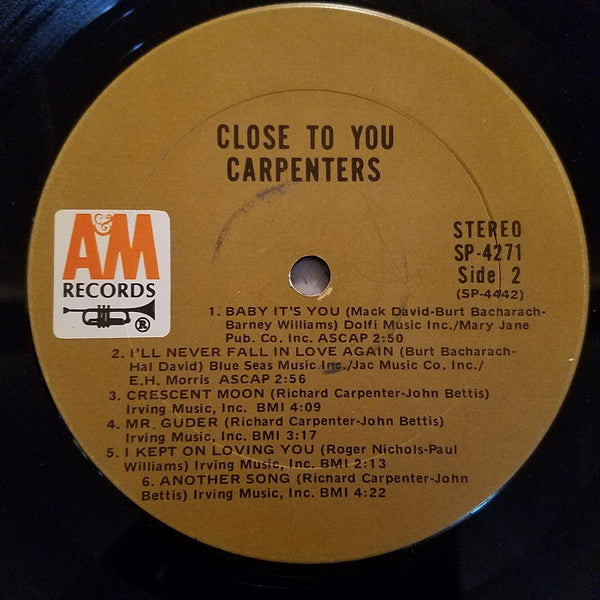 CLOSE TO YOU
CARPENTERS
A&M
RECORDS
®
STEREO
SP-4271
Side 2
(SP-4442)
1. BABY IT'S YOU (Mack David-Burt Bacharach-
Barney Williams) Dolfi Music Inc./Mary Jane
Pub. Co. Inc. ASCAP 2:50
2. I'LL NEVER FALL IN LOVE AGAIN (Burt Bacharach-
Hal David) Blue Seas Music Inc./Jac Music Co. Inc./
E.H. Morris ASCAP 2:56
3. CRESCENT MOON (Richard Carpenter-John Bettis)
Irving Music, Inc. BMI 4:09
4. MR. GUDER (Richard Carpenter-John Bettis)
Irving Music, Inc. BMI 3:17
5. I KEPT ON LOVING YOU (Roger Nichols-Paul
Williams) Irving Music, Inc. BMI 2:13
6. ANOTHER SONG (Richard Carpenter-John
Bettis) Irving Music, Inc. BMI 4:22